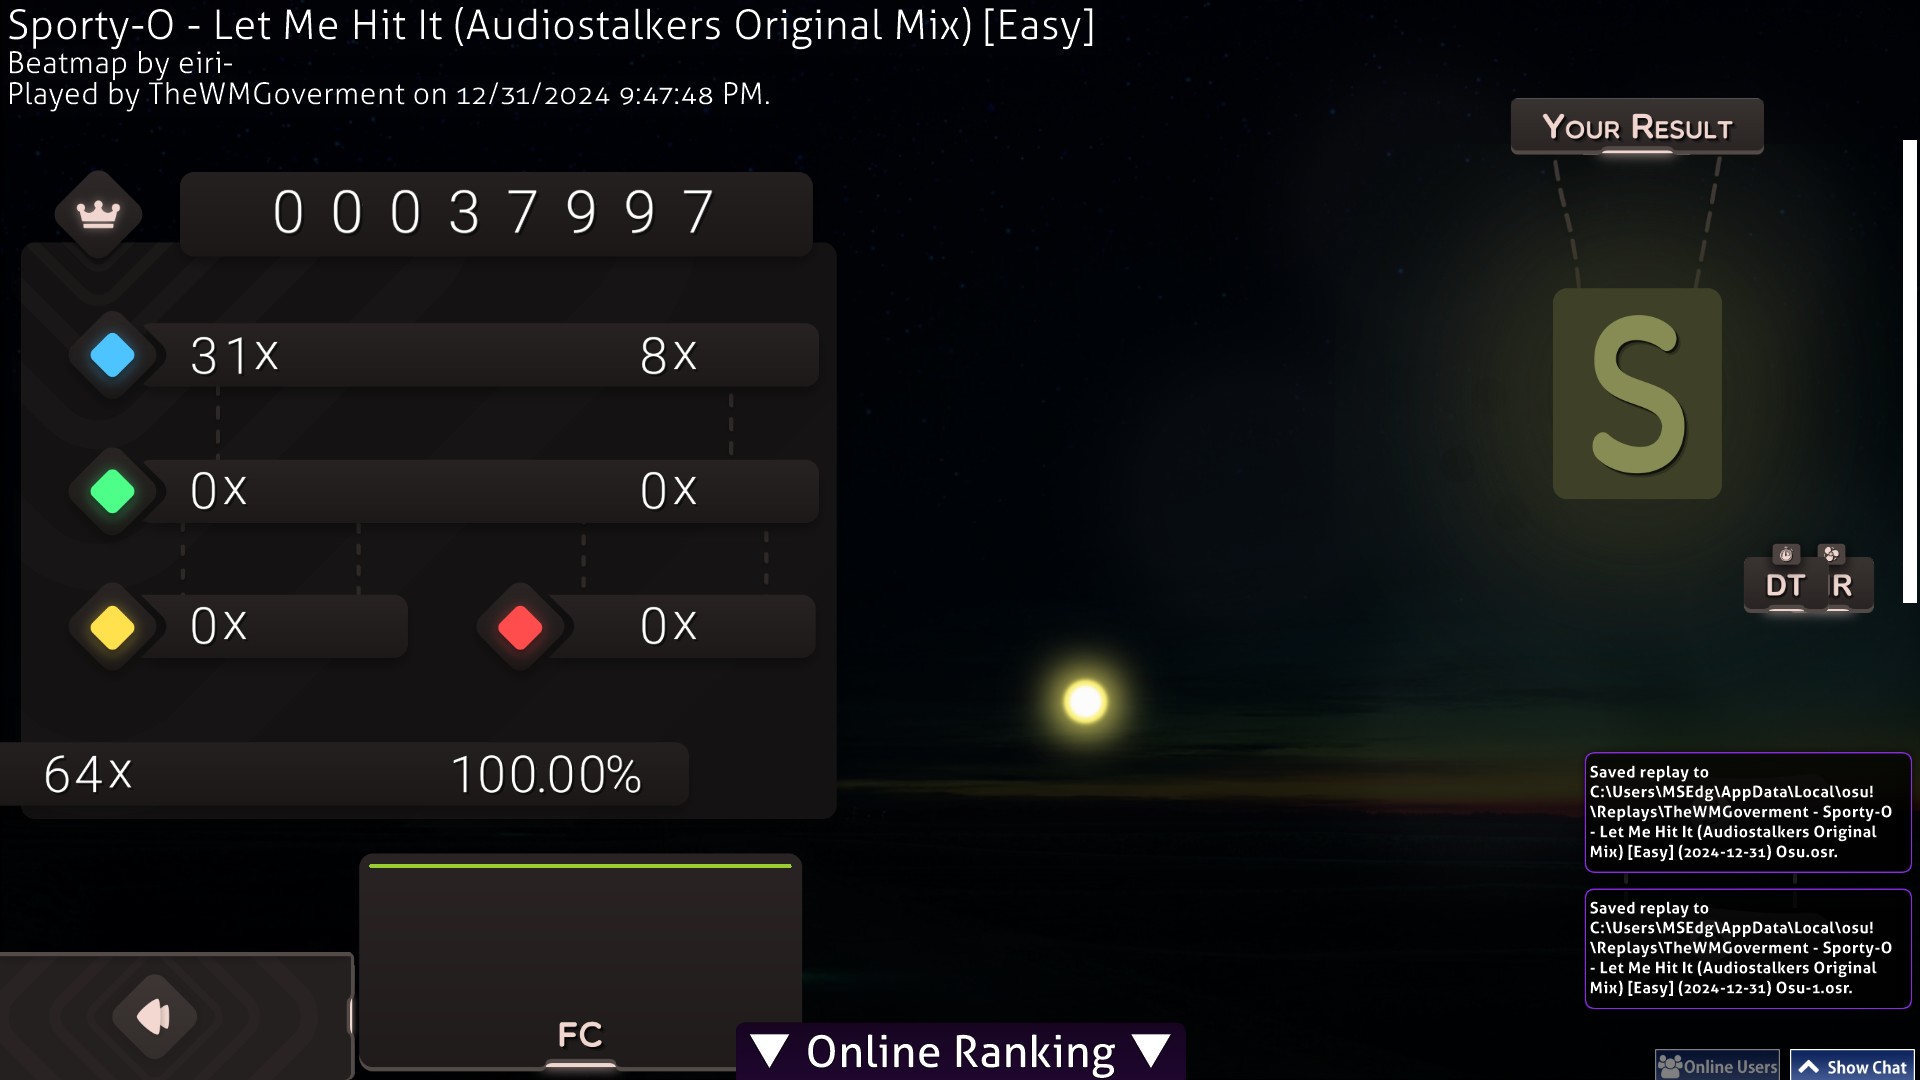 Sporty-O - Let Me Hit It (Audiostalkers Original Mix) [Easy]
Beatmap by eiri-
Played by TheWMGoverment on 12/31/2024 9:47:48 PM.
YOUR RESULT
00037997
31x 8x
0x 0x
0x 0x
64x 100.00%
S
DT R
Saved replay to
C:\Users\MSEdg\AppData\Local\osu!
\Replays\TheWMGoverment - Sporty-O
- Let Me Hit It (Audiostalkers Original
Mix) [Easy] (2024-12-31) Osu.osr.
Saved replay to
C:\Users\MSEdg\AppData\Local\osu!
\Replays\TheWMGoverment - Sporty-O
- Let Me Hit It (Audiostalkers Original
Mix) [Easy] (2024-12-31) Osu-1.osr.
FC
Online Ranking
Online Users
Show Chat